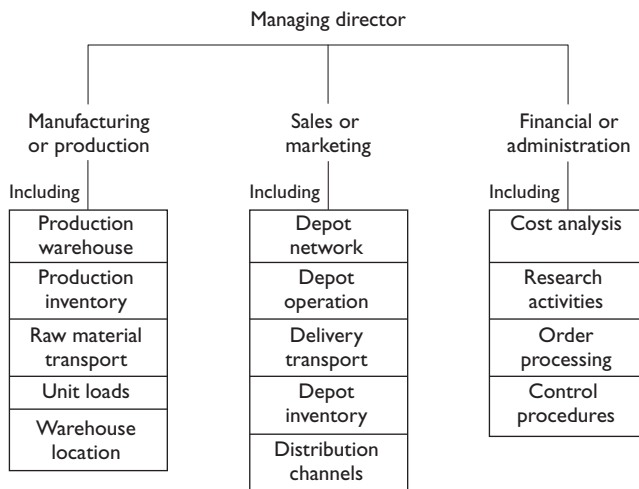 Managing director
Manufacturing
or production
Including
Production
warehouse
Production
inventory
Raw material
transport
Unit loads
Warehouse
location
Sales or
marketing
Including
Depot
network
Depot
operation
Delivery
transport
Depot
inventory
Distribution
channels
Financial or
administration
Including
Cost analysis
Research
activities
Order
processing
Control
procedures